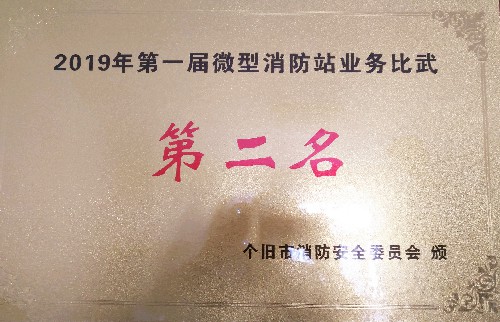 2019年第一届微型消防站业务比武
第二名
个旧市消防安全委员会 颁